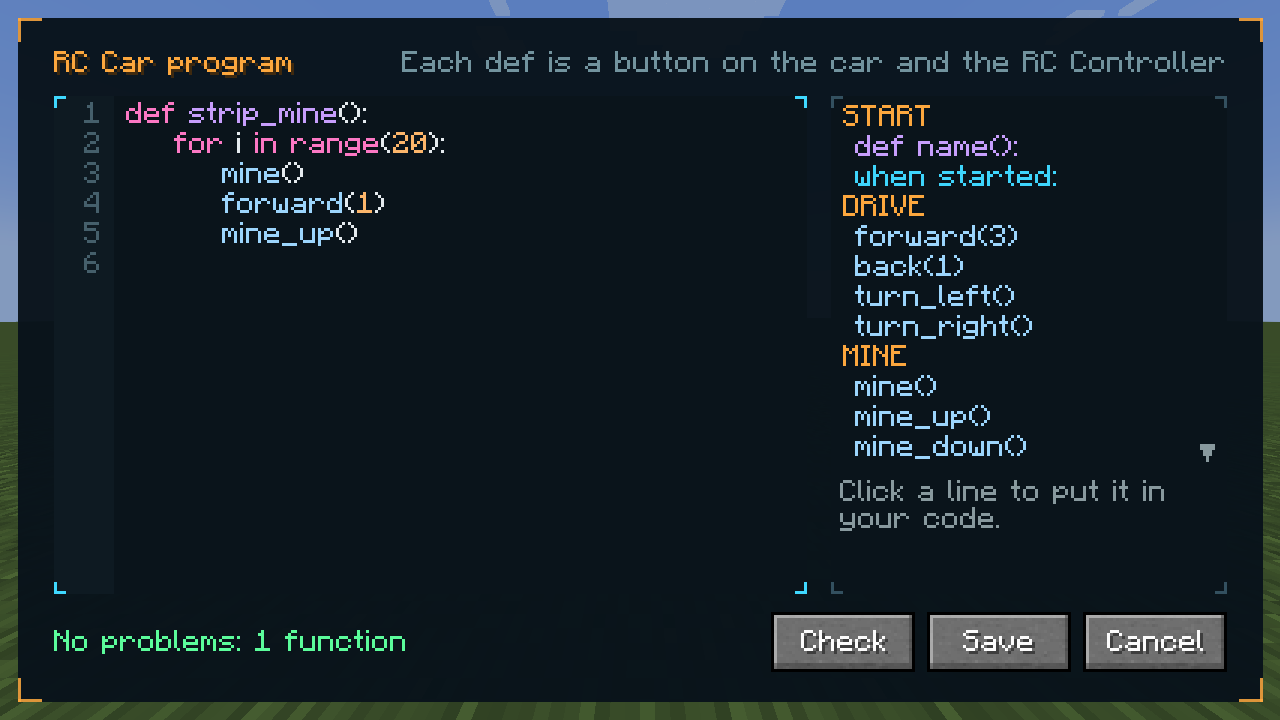 RC Car program
Each def is a button on the car and the RC Controller
1 def strip_mine():
2 for i in range(20):
3 mine()
4 forward(1)
5 mine_up()
6
START
def name():
when started:
DRIVE
forward(3)
back(1)
turn_left()
turn_right()
MINE
mine()
mine_up()
mine_down()
Click a line to put it in
your code.
No problems: 1 function
Check
Save
Cancel